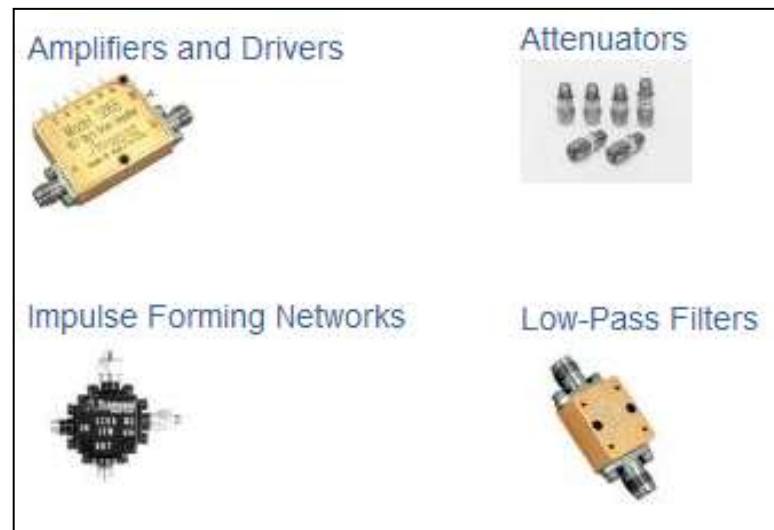 Amplifiers and Drivers
Attenuators
Impulse Forming Networks
Low-Pass Filters